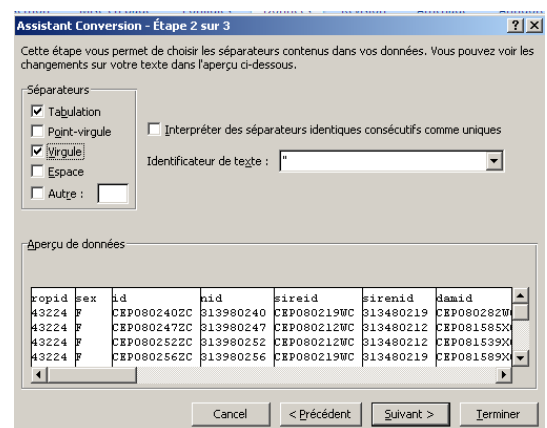 Assistant Conversion - Étape 2 sur 3
Cette étape vous permet de choisir les séparateurs contenus dans vos données. Vous pouvez voir les
changements sur votre texte dans l'aperçu ci-dessous.
Séparateurs
Tabulation
Point-virgule
Virgule
Espace
Autre :
Interpréter des séparateurs identiques consécutifs comme uniques
Identificateur de texte : "
Aperçu de données
ropid sex id nid sireid sirenid damid
43224 F CEP080240ZC 313980240 CEP080219WC 313480219 CEP080282W
43224 F CEP080247ZC 313980247 CEP080212WC 313480212 CEP081585X
43224 F CEP080252ZC 313980252 CEP080212WC 313480212 CEP081539X
43224 F CEP080256ZC 313980256 CEP080219WC 313480219 CEP081589X
Cancel < Précédent Suivant > Terminer